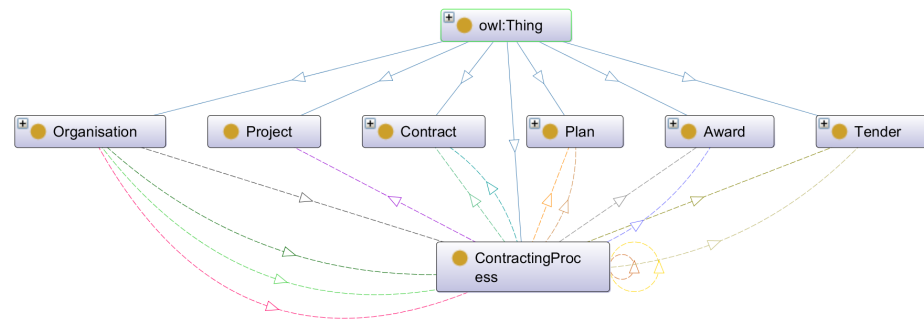 owl:Thing
Organisation
Project
Contract
Plan
Award
Tender
ContractingProc
ess